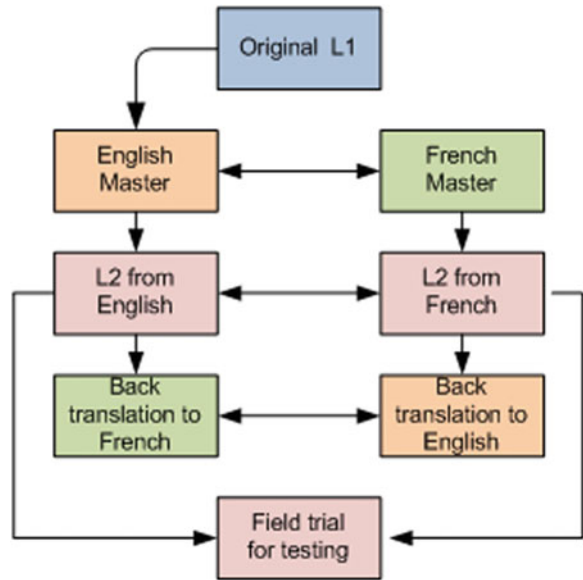 Original L1
English
Master
French
Master
L2 from
English
L2 from
French
Back
translation to
French
Back
translation to
English
Field trial
for testing